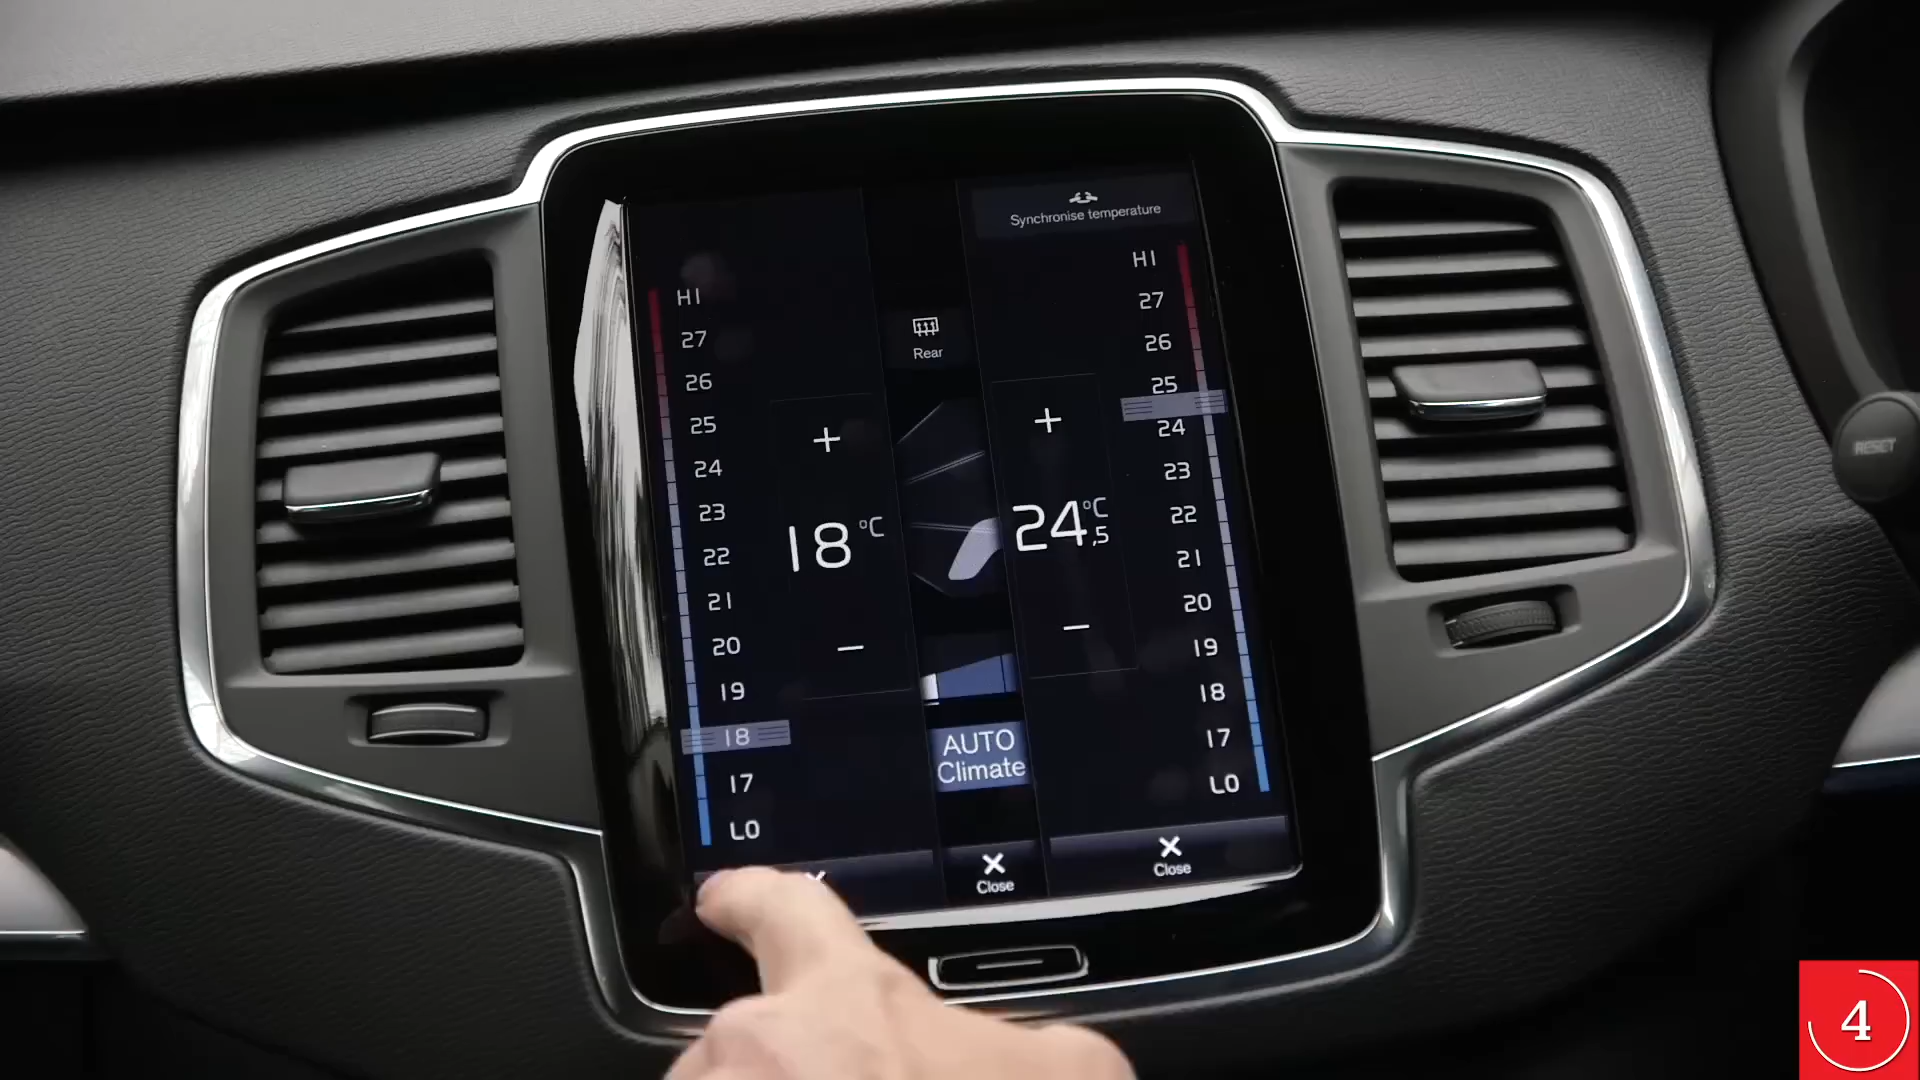 Synchronise temperature
HI
27
26
25
24
23
22
21
20
19
18
17
LO
+
18 °C
−
Rear
AUTO
Climate
+
24,5 °C
−
HI
27
26
25
24
23
22
21
20
19
18
17
LO
Close
Close
RESET
4